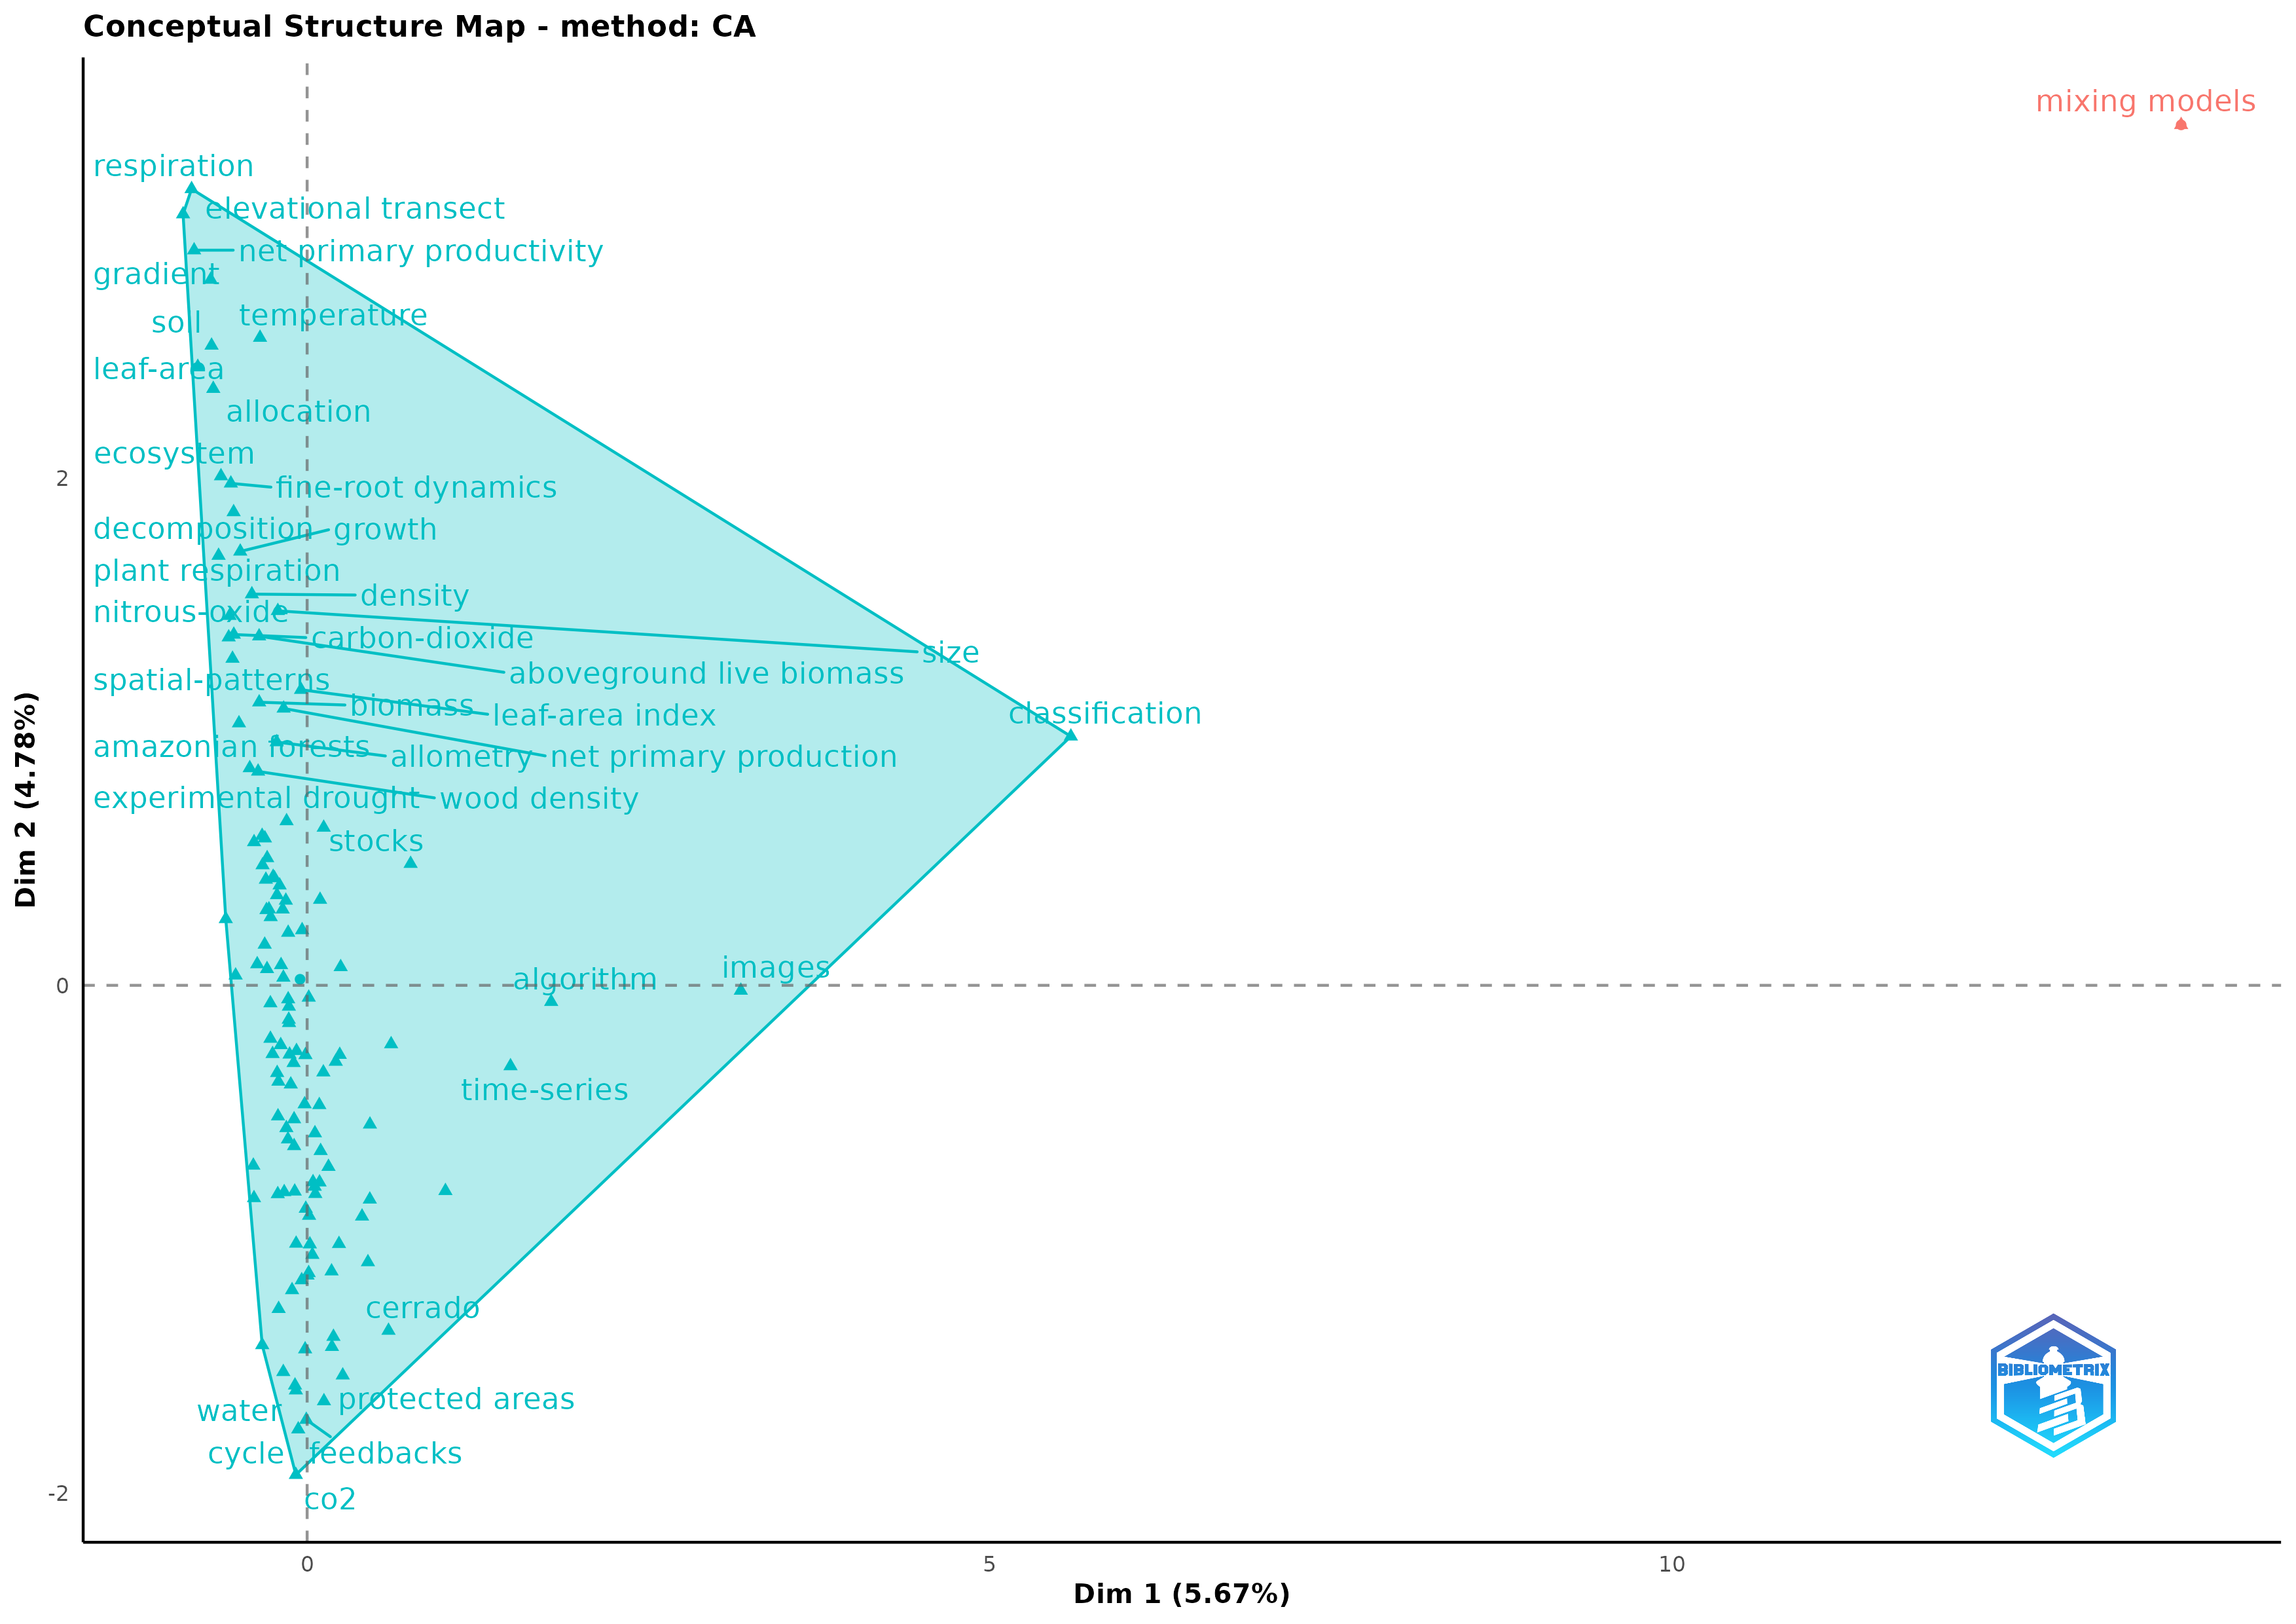 Conceptual Structure Map - method: CA
mixing models
respiration
elevational transect
net primary productivity
gradient
temperature
soil
leaf-area
allocation
ecosystem
2
fine-root dynamics
decomposition
growth
plant respiration
density
nitrous-oxide
carbon-dioxide
size
aboveground live biomass
spatial-patterns
biomass
leaf-area index
classification
amazonian forests
allometry
net primary production
experimental drought
wood density
Dim 2 (4.78%)
stocks
images
algorithm
0
time-series
cerrado
BIBLIOMETRIX
protected areas
water
cycle
feedbacks
-2
co2
0
5
10
Dim 1 (5.67%)